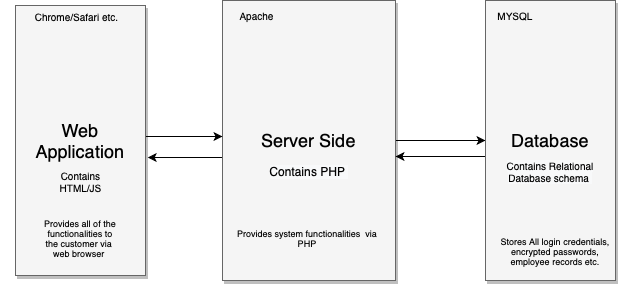 Chrome/Safari etc.
Web
Application
Contains
HTML/JS
Provides all of the
functionalities to
the customer via
web browser
Apache
Server Side
Contains PHP
Provides system functionalities via
PHP
MYSQL
Database
Contains Relational
Database schema
Stores All login credentials,
encrypted passwords,
employee records etc.